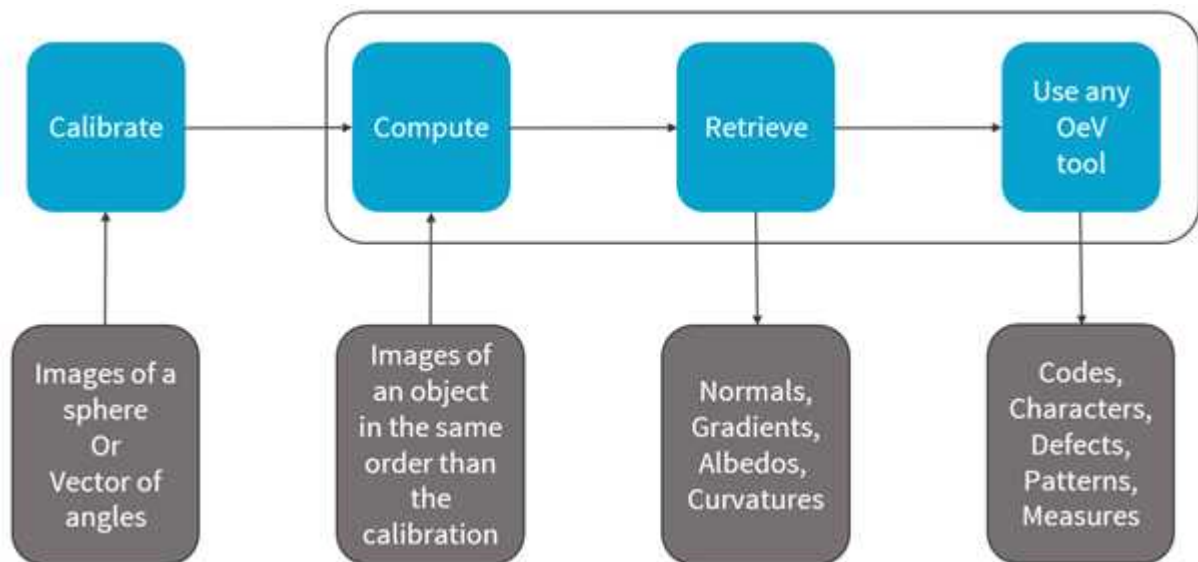 Calibrate
Compute
Retrieve
Use any
OeV
tool
Images of a
sphere
Or
Vector of
angles
Images of
an object
in the same
order than
the
calibration
Normals,
Gradients,
Albedos,
Curvatures
Codes,
Characters,
Defects,
Patterns,
Measures